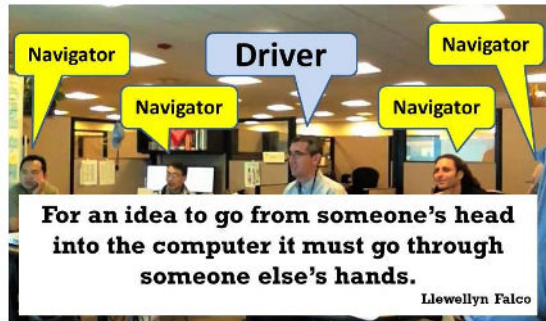 Navigator
Navigator
Driver
Navigator
Navigator
For an idea to go from someone's head
into the computer it must go through
someone else's hands.
Llewellyn Falco